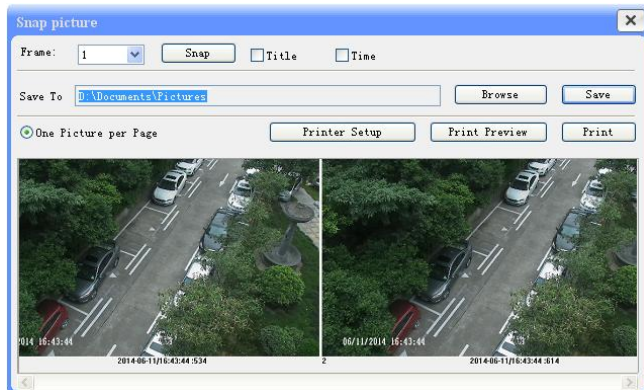 Snap picture
Frame: 1 Snap Title Time
Save To D:\Documents\Pictures Browse Save
One Picture per Page Printer Setup Print Preview Print
2014 16:43:44 06/11/2014 16:43:44
2014-06-11/16:43:44:534 2 2014-06-11/16:43:44:614